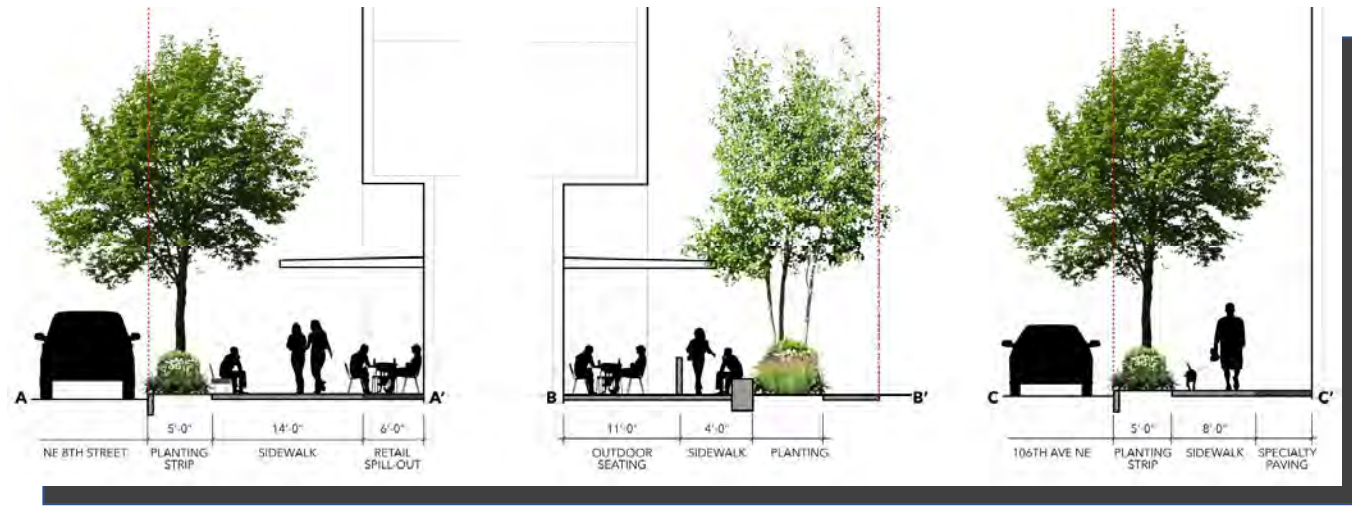 A
A'
B
B'
C
C'
5'-0"
14'-0"
6'-0"
11'-0"
4'-0"
5'-0"
8'-0"
NE 8TH STREET
PLANTING
STRIP
SIDEWALK
RETAIL
SPILL-OUT
OUTDOOR
SEATING
SIDEWALK
PLANTING
106TH AVE NE
PLANTING
STRIP
SIDEWALK
SPECIALTY
PAVING